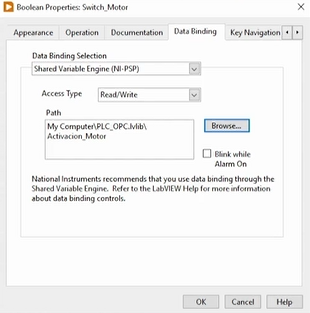 Boolean Properties: Switch_Motor
Appearance Operation Documentation Data Binding Key Navigation
Data Binding Selection
Shared Variable Engine (NI-PSP)
Access Type Read/Write
Path
My Computer\PLC_OPC.lvlib\
Activacion_Motor
Browse...
Blink while
Alarm On
National Instruments recommends that you use data binding through the
Shared Variable Engine. Refer to the LabVIEW Help for more information
about data binding controls.
OK Cancel Help